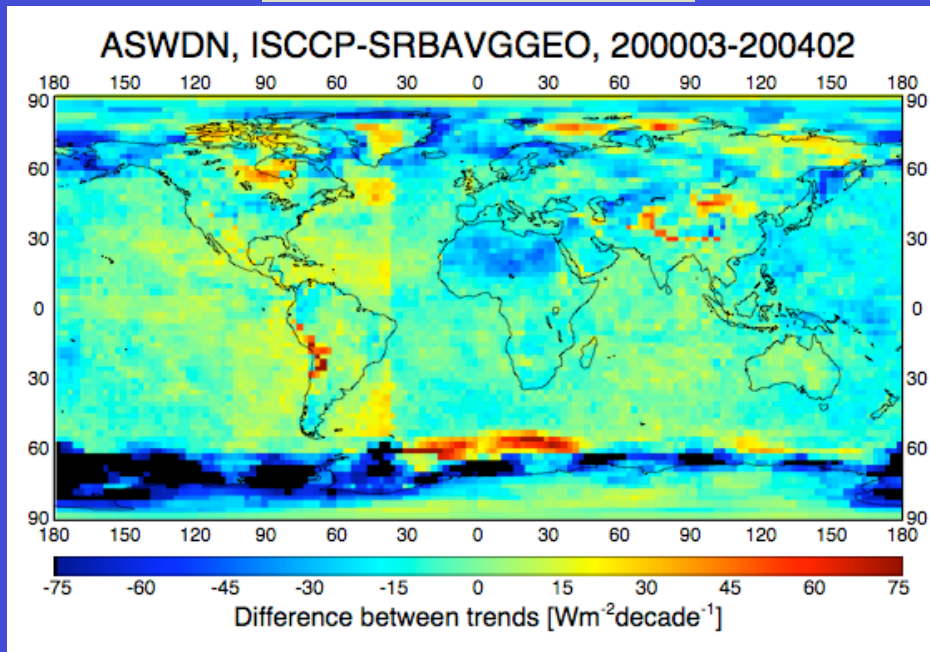 ASWDN, ISCCP-SRBAVGGEO, 200003-200402
180 120 90 60 30 0 30 60 90 120 150 180
90 90
60 60
30 30
0 0
30 30
60 60
90 90
180 150 120 90 60 30 0 30 60 90 120 150 180
-75 -60 -45 -30 -15 0 15 30 45 60 75
Difference between trends [Wm⁻²decade⁻¹]